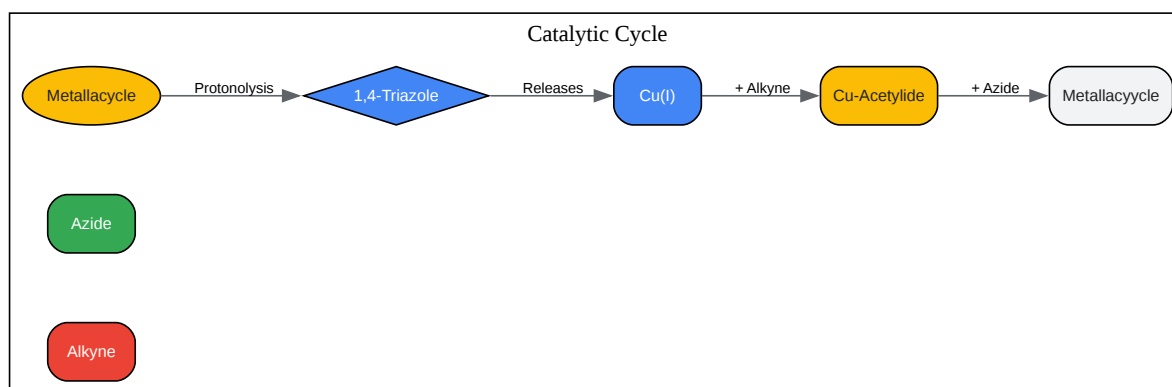 Catalytic Cycle
Metallacycle
Protonolysis
1,4-Triazole
Releases
Cu(I)
+ Alkyne
Cu-Acetylide
+ Azide
Metallacyycle
Azide
Alkyne